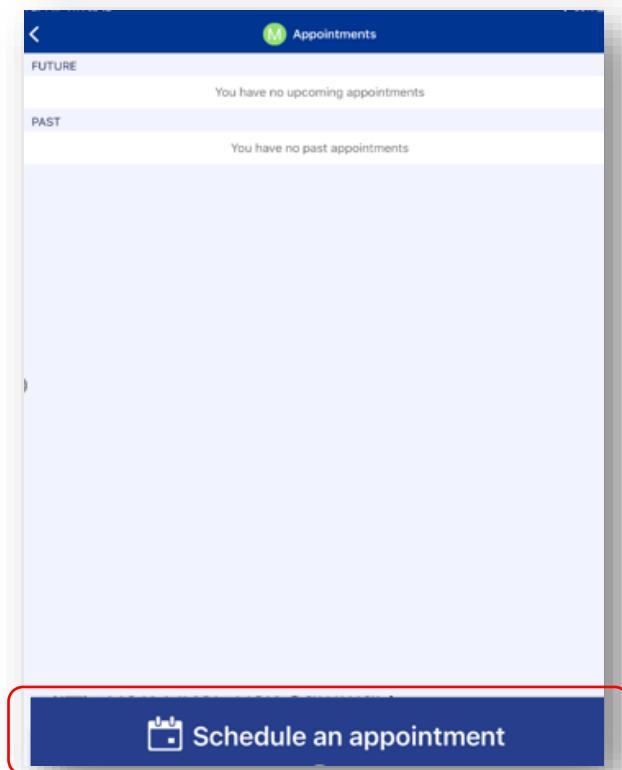 M Appointments
FUTURE
You have no upcoming appointments
PAST
You have no past appointments
Schedule an appointment